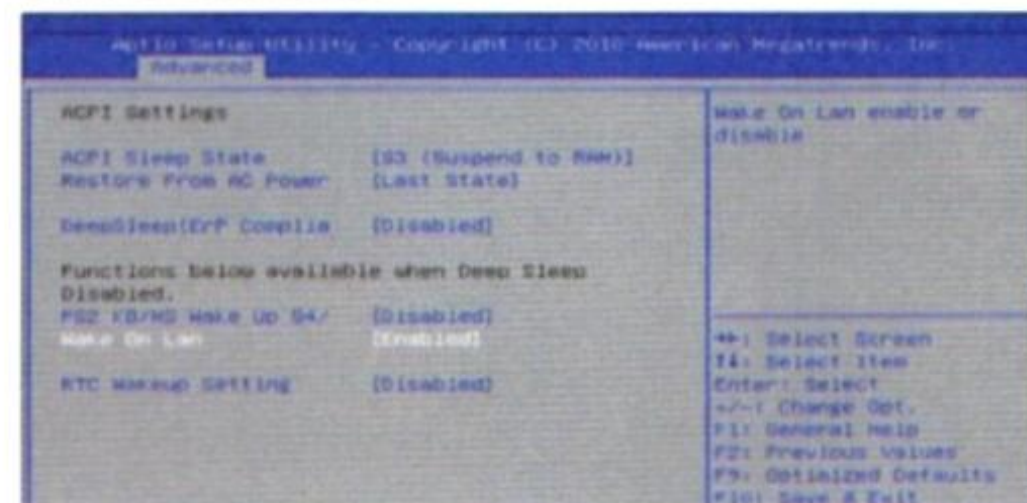 Aptio Setup Utility - Copyright (C) 2010 American Megatrends, Inc.
Advanced
ACPI Settings
ACPI Sleep State [S3 (Suspend to RAM)]
Restore From AC Power [Last State]
DeepSleep(ErP Complia [Disabled]
Functions below available when Deep Sleep
Disabled.
PS2 KB/MS Wake Up S4/ [Disabled]
Wake On Lan [Enabled]
RTC Wakeup Setting [Disabled]
Wake On Lan enable or
disable
→←: Select Screen
↑↓: Select Item
Enter: Select
+/-: Change Opt.
F1: General Help
F2: Previous Values
F9: Optimized Defaults
F10: Save & Exit